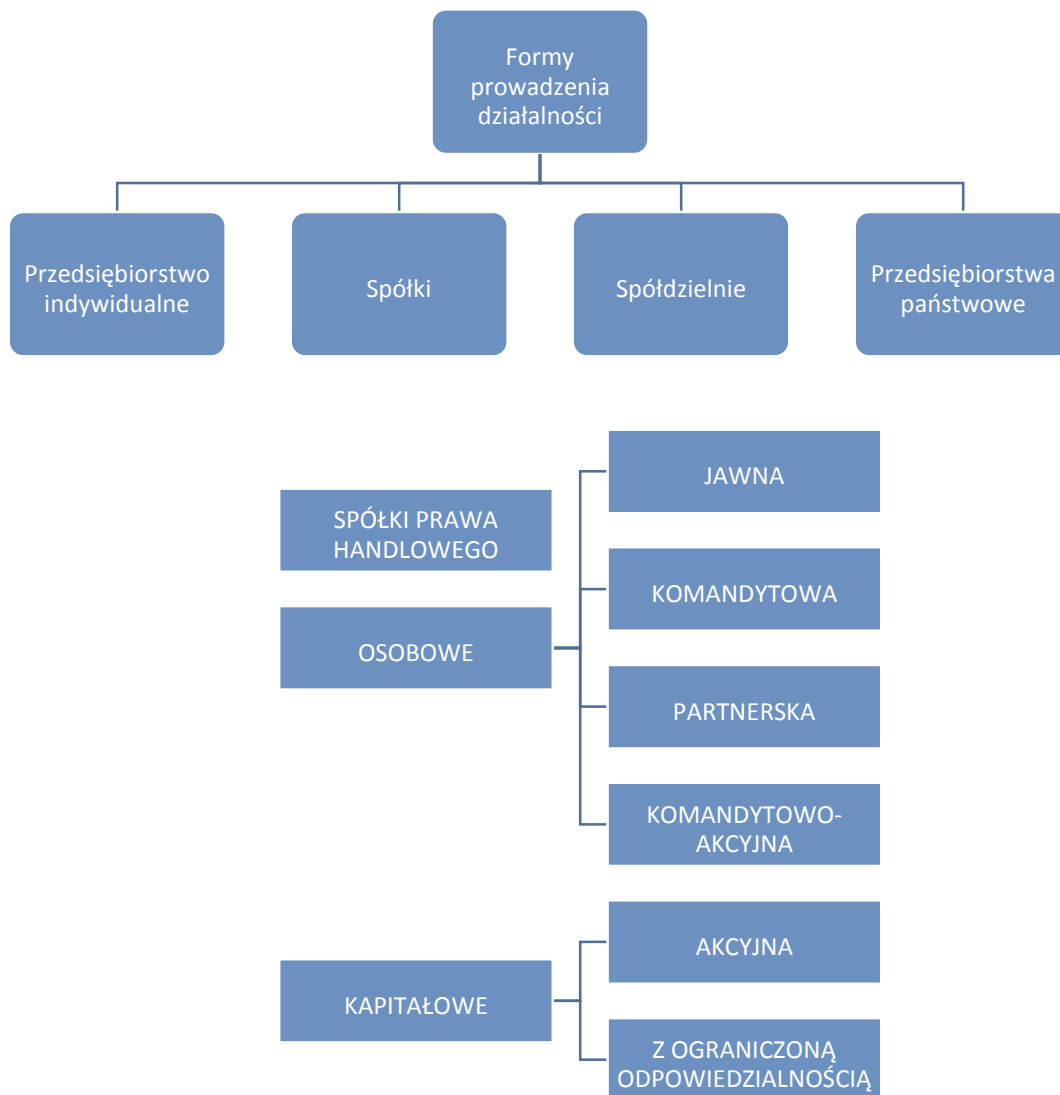 Formy
prowadzenia
działalności
Przedsiębiorstwo
indywidualne
Spółki
Spółdzielnie
Przedsiębiorstwa
państwowe
SPÓŁKI PRAWA
HANDLOWEGO
OSOBOWE
JAWNA
KOMANDYTOWA
PARTNERSKA
KOMANDYTOWO-
AKCYJNA
KAPITAŁOWE
AKCYJNA
Z OGRANICZONĄ
ODPOWIEDZIALNOŚCIĄ